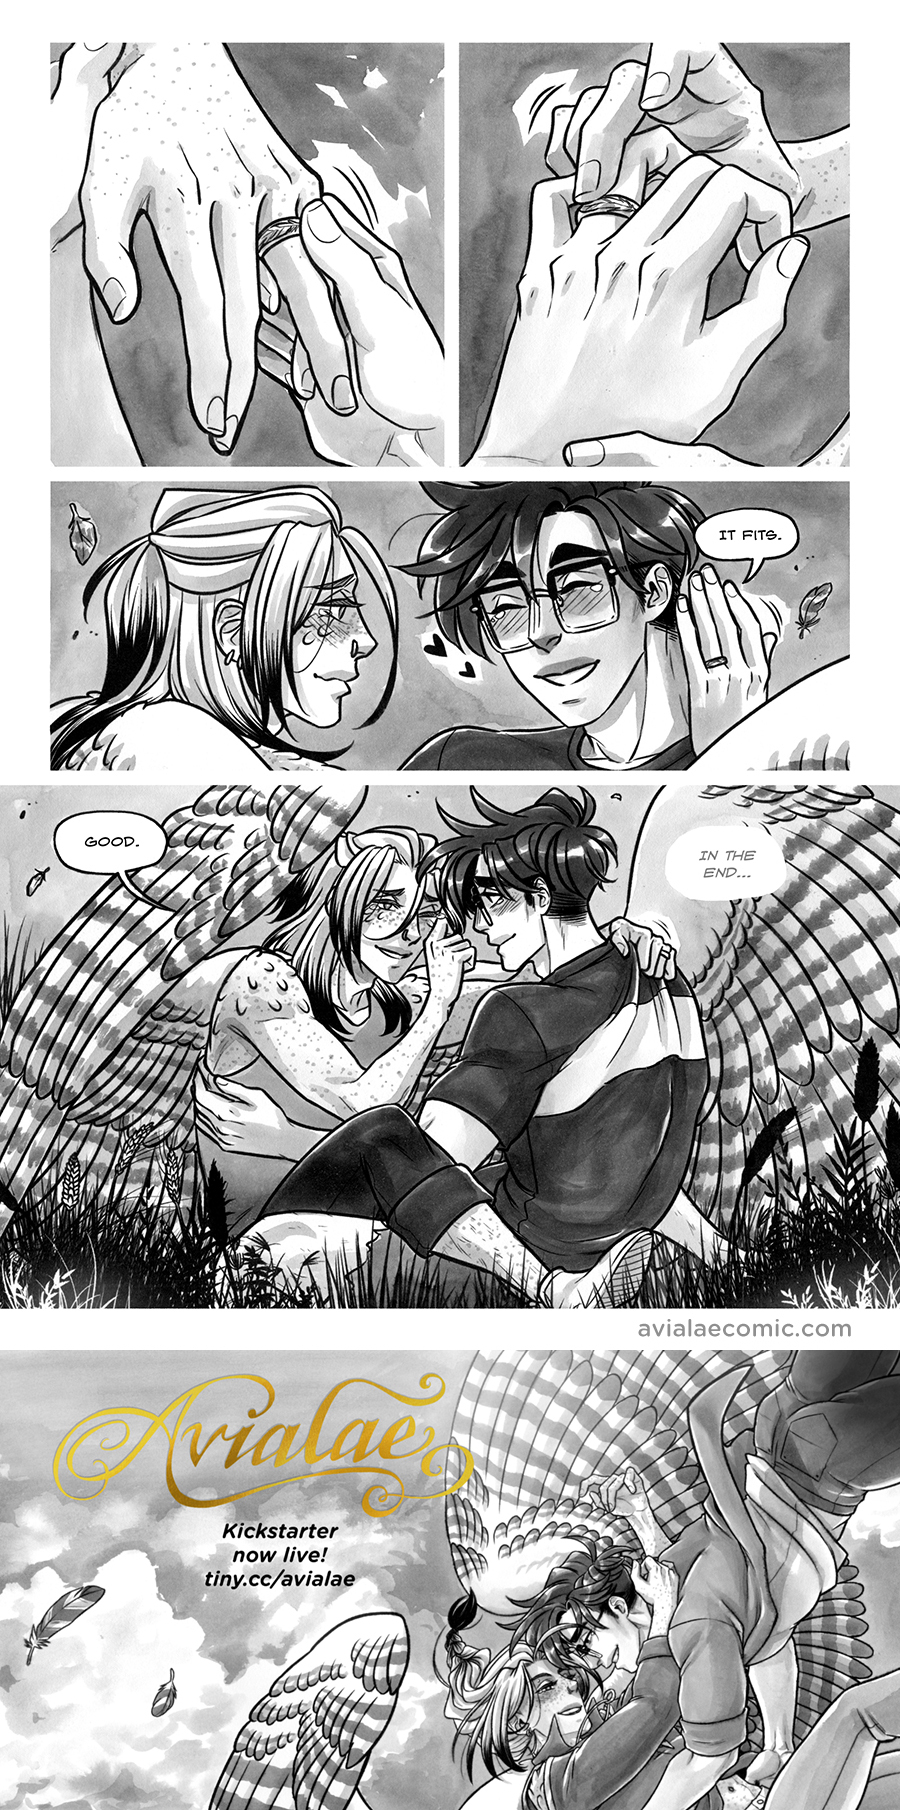 IT FITS.
GOOD.
IN THE
END...
avialaecomic.com
Avialae
Kickstarter
now live!
tiny.cc/avialae